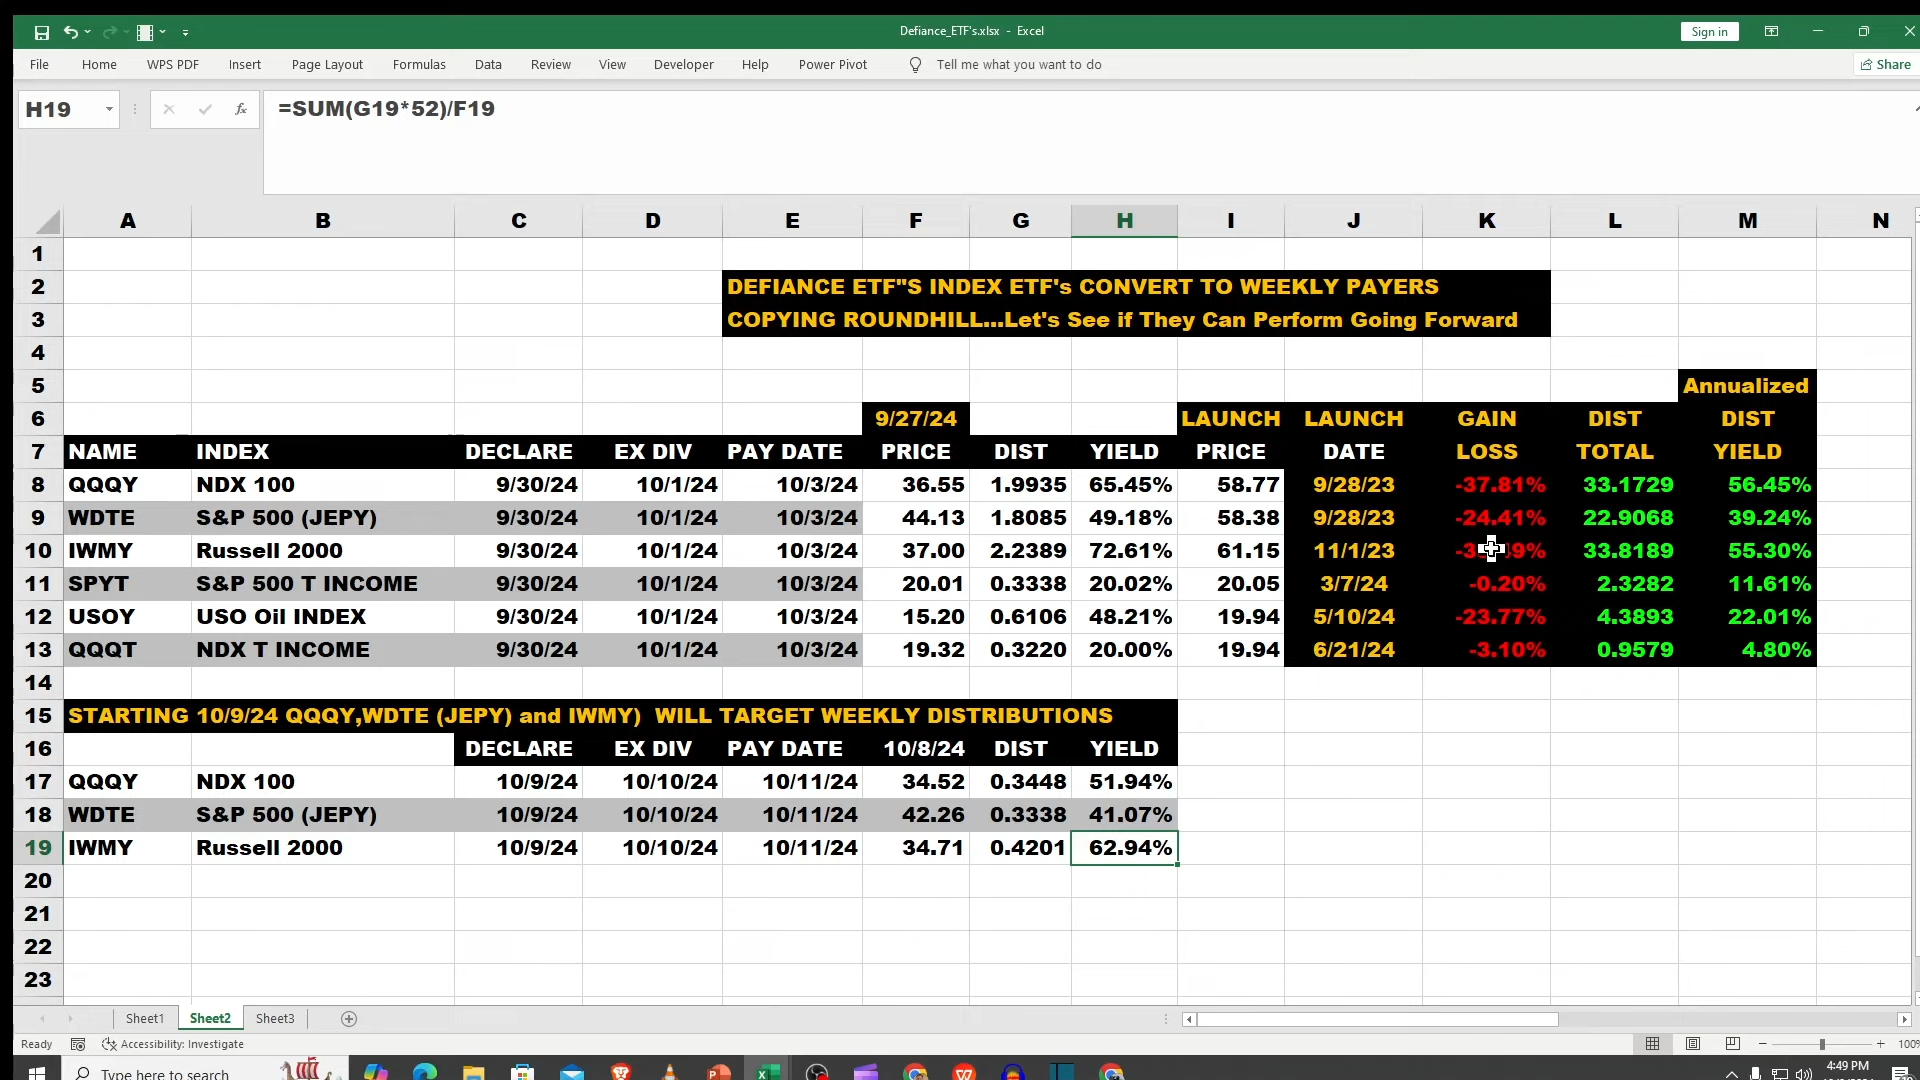 Defiance_ETF's.xlsx - Excel
Sign in
File Home WPS PDF Insert Page Layout Formulas Data Review View Developer Help Power Pivot Tell me what you want to do Share
H19 fx =SUM(G19*52)/F19
A B C D E F G H I J K L M N
1
2 DEFIANCE ETF"S INDEX ETF's CONVERT TO WEEKLY PAYERS
3 COPYING ROUNDHILL...Let's See if They Can Perform Going Forward
4
5 Annualized
6 9/27/24 LAUNCH LAUNCH GAIN DIST DIST
7 NAME INDEX DECLARE EX DIV PAY DATE PRICE DIST YIELD PRICE DATE LOSS TOTAL YIELD
8 QQQY NDX 100 9/30/24 10/1/24 10/3/24 36.55 1.9935 65.45% 58.77 9/28/23 -37.81% 33.1729 56.45%
9 WDTE S&P 500 (JEPY) 9/30/24 10/1/24 10/3/24 44.13 1.8085 49.18% 58.38 9/28/23 -24.41% 22.9068 39.24%
10 IWMY Russell 2000 9/30/24 10/1/24 10/3/24 37.00 2.2389 72.61% 61.15 11/1/23 33.8189 55.30%
11 SPYT S&P 500 T INCOME 9/30/24 10/1/24 10/3/24 20.01 0.3338 20.02% 20.05 3/7/24 -0.20% 2.3282 11.61%
12 USOY USO Oil INDEX 9/30/24 10/1/24 10/3/24 15.20 0.6106 48.21% 19.94 5/10/24 -23.77% 4.3893 22.01%
13 QQQT NDX T INCOME 9/30/24 10/1/24 10/3/24 19.32 0.3220 20.00% 19.94 6/21/24 -3.10% 0.9579 4.80%
14
15 STARTING 10/9/24 QQQY,WDTE (JEPY) and IWMY) WILL TARGET WEEKLY DISTRIBUTIONS
16 DECLARE EX DIV PAY DATE 10/8/24 DIST YIELD
17 QQQY NDX 100 10/9/24 10/10/24 10/11/24 34.52 0.3448 51.94%
18 WDTE S&P 500 (JEPY) 10/9/24 10/10/24 10/11/24 42.26 0.3338 41.07%
19 IWMY Russell 2000 10/9/24 10/10/24 10/11/24 34.71 0.4201 62.94%
20
21
22
23
Sheet1 Sheet2 Sheet3
Ready Accessibility: Investigate
Type here to search
4:49 PM